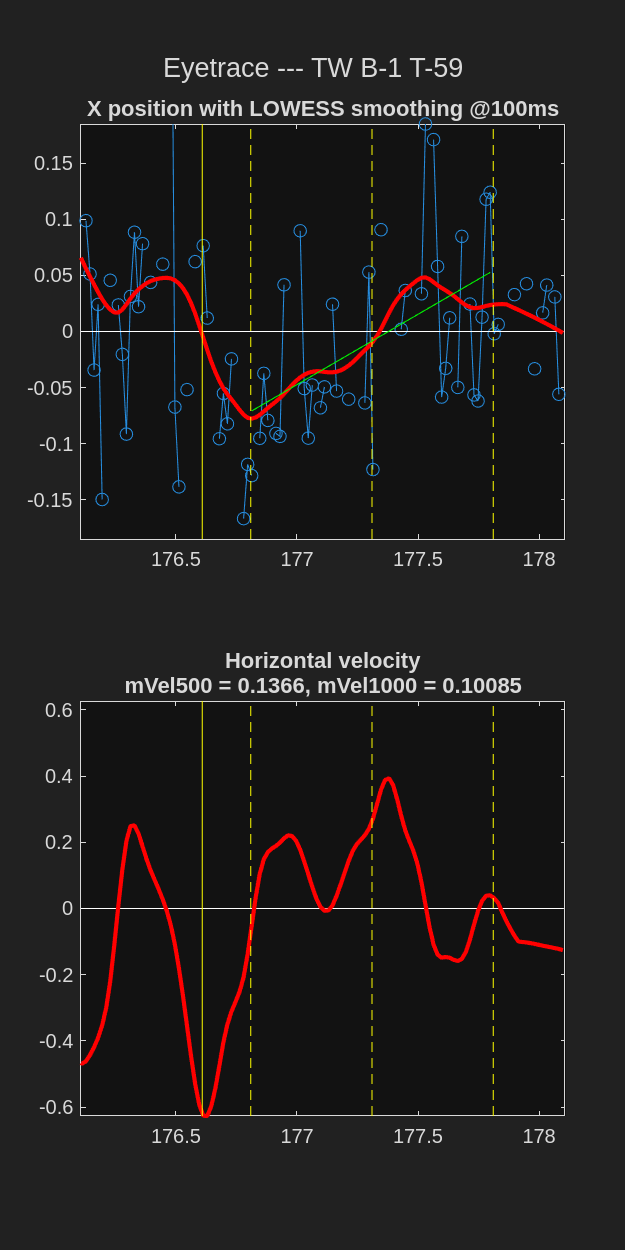 Eyetrace --- TW B-1 T-59
X position with LOWESS smoothing @100ms
0.15
0.1
0.05
0
-0.05
-0.1
-0.15
176.5 177 177.5 178
Horizontal velocity
mVel500 = 0.1366, mVel1000 = 0.10085
0.6
0.4
0.2
0
-0.2
-0.4
-0.6
176.5 177 177.5 178